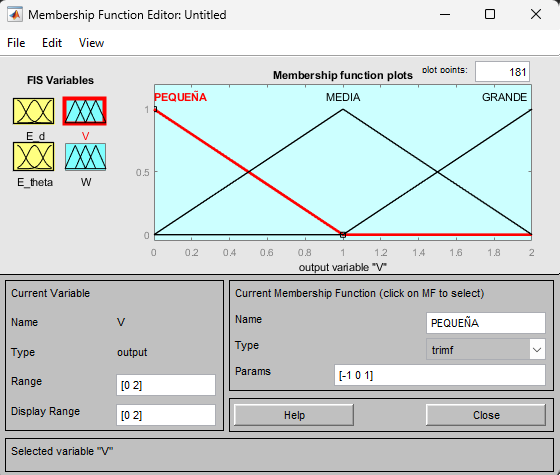 Membership Function Editor: Untitled
File Edit View
FIS Variables
Membership function plots plot points: 181
E_d V
E_theta W
PEQUEÑA MEDIA GRANDE
1
0.5
0
0 0.2 0.4 0.6 0.8 1 1.2 1.4 1.6 1.8 2
output variable "V"
Current Variable
Name V
Type output
Range [0 2]
Display Range [0 2]
Current Membership Function (click on MF to select)
Name PEQUEÑA
Type trimf
Params [-1 0 1]
Help Close
Selected variable "V"